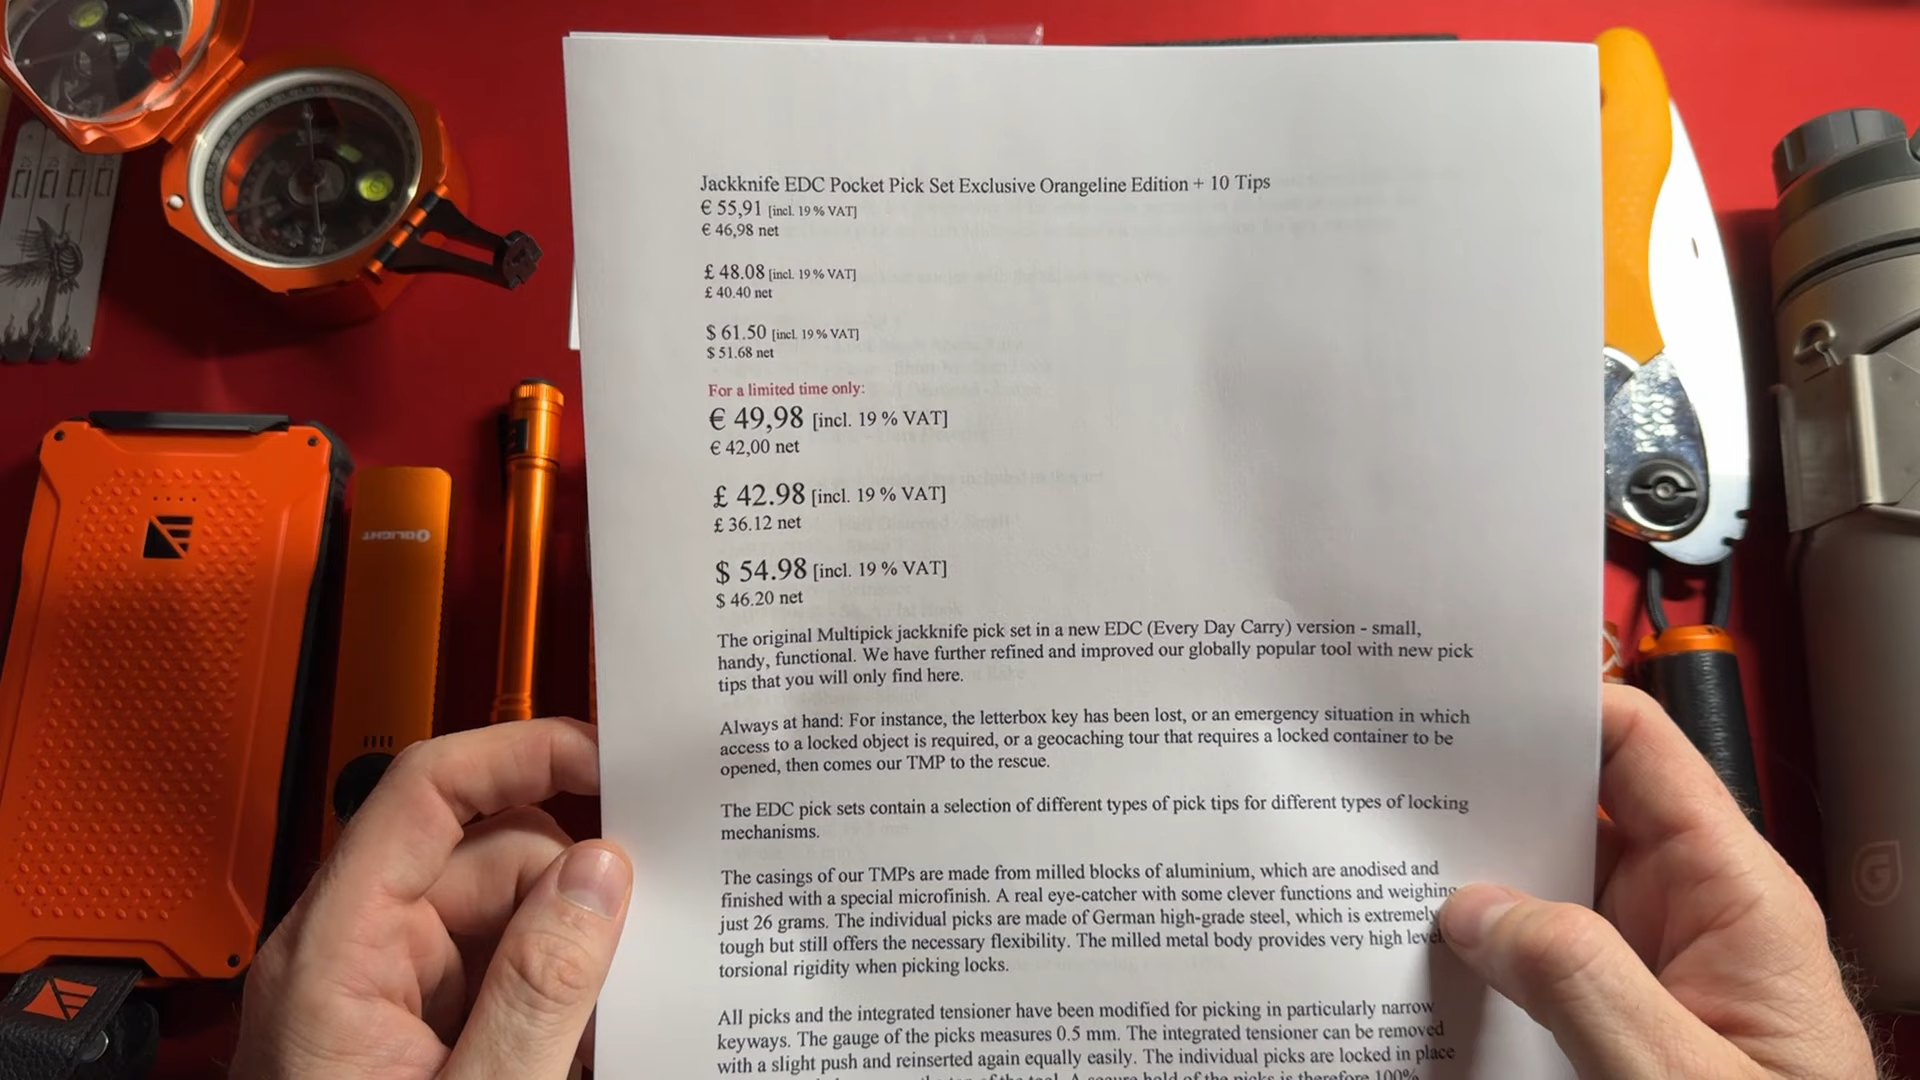 Jackknife EDC Pocket Pick Set Exclusive Orangeline Edition + 10 Tips
€ 55,91 [incl. 19 % VAT]
€ 46,98 net
£ 48.08 [incl. 19 % VAT]
£ 40.40 net
$ 61.50 [incl. 19 % VAT]
$ 51.68 net
For a limited time only:
€ 49,98 [incl. 19 % VAT]
€ 42,00 net
£ 42.98 [incl. 19 % VAT]
£ 36.12 net
$ 54.98 [incl. 19 % VAT]
$ 46.20 net
The original Multipick jackknife pick set in a new EDC (Every Day Carry) version - small,
handy, functional. We have further refined and improved our globally popular tool with new pick
tips that you will only find here.
Always at hand: For instance, the letterbox key has been lost, or an emergency situation in which
access to a locked object is required, or a geocaching tour that requires a locked container to be
opened, then comes our TMP to the rescue.
The EDC pick sets contain a selection of different types of pick tips for different types of locking
mechanisms.
The casings of our TMPs are made from milled blocks of aluminium, which are anodised and
finished with a special microfinish. A real eye-catcher with some clever functions and weighing
just 26 grams. The individual picks are made of German high-grade steel, which is extremely
tough but still offers the necessary flexibility. The milled metal body provides very high level
torsional rigidity when picking locks.
All picks and the integrated tensioner have been modified for picking in particularly narrow
keyways. The gauge of the picks measures 0.5 mm. The integrated tensioner can be removed
with a slight push and reinserted again equally easily. The individual picks are locked in place
the top of the tool. A secure hold of the picks is therefore 100%
OLIGHT